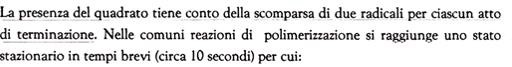 La presenza del quadrato tiene conto della scomparsa di due radicali per ciascun atto
di terminazione. Nelle comuni reazioni di polimerizzazione si raggiunge uno stato
stazionario in tempi brevi (circa 10 secondi) per cui: